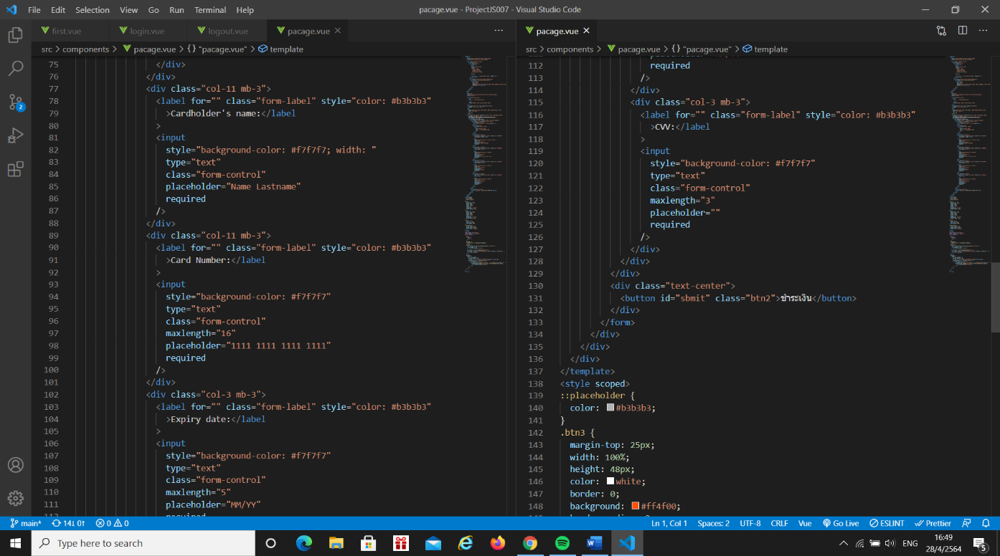 File Edit Selection View Go Run Terminal Help
pacage.vue - ProjectJS007 - Visual Studio Code
first.vue login.vue logout.vue pacage.vue
src > components > pacage.vue > {} "pacage.vue" > template
75 </div>
76 </div>
77 <div class="col-11 mb-3">
78 <label for="" class="form-label" style="color: #b3b3b3"
79 >Cardholder's name:</label
80 >
81 <input
82 style="background-color: #f7f7f7; width: "
83 type="text"
84 class="form-control"
85 placeholder="Name Lastname"
86 required
87 />
88 </div>
89 <div class="col-11 mb-3">
90 <label for="" class="form-label" style="color: #b3b3b3"
91 >Card Number:</label
92 >
93 <input
94 style="background-color: #f7f7f7"
95 type="text"
96 class="form-control"
97 maxlength="16"
98 placeholder="1111 1111 1111 1111"
99 required
100 />
101 </div>
102 <div class="col-3 mb-3">
103 <label for="" class="form-label" style="color: #b3b3b3"
104 >Expiry date:</label
105 >
106 <input
107 style="background-color: #f7f7f7"
108 type="text"
109 class="form-control"
110 maxlength="5"
111 placeholder="MM/YY"
112 required
pacage.vue
src > components > pacage.vue > {} "pacage.vue" > template
112 required
113 />
114 </div>
115 <div class="col-3 mb-3">
116 <label for="" class="form-label" style="color: #b3b3b3"
117 >CVV:</label
118 >
119 <input
120 style="background-color: #f7f7f7"
121 type="text"
122 class="form-control"
123 maxlength="3"
124 placeholder=""
125 required
126 />
127 </div>
128 </div>
129 </div>
130 <div class="text-center">
131 <button id="sbmit" class="btn2">ชำระเงิน</button>
132 </div>
133 </form>
134 </div>
135 </div>
136 </div>
137 </template>
138 <style scoped>
139 ::placeholder {
140 color: #b3b3b3;
141 }
142 .btn3 {
143 margin-top: 25px;
144 width: 100%;
145 height: 48px;
146 color: white;
147 border: 0;
148 background: #ff4f00;
2
main* 14↓ 0↑ 0 0
Ln 1, Col 1 Spaces: 2 UTF-8 CRLF Vue Go Live ESLINT Prettier
Type here to search
ENG
16:49
28/4/2564
5